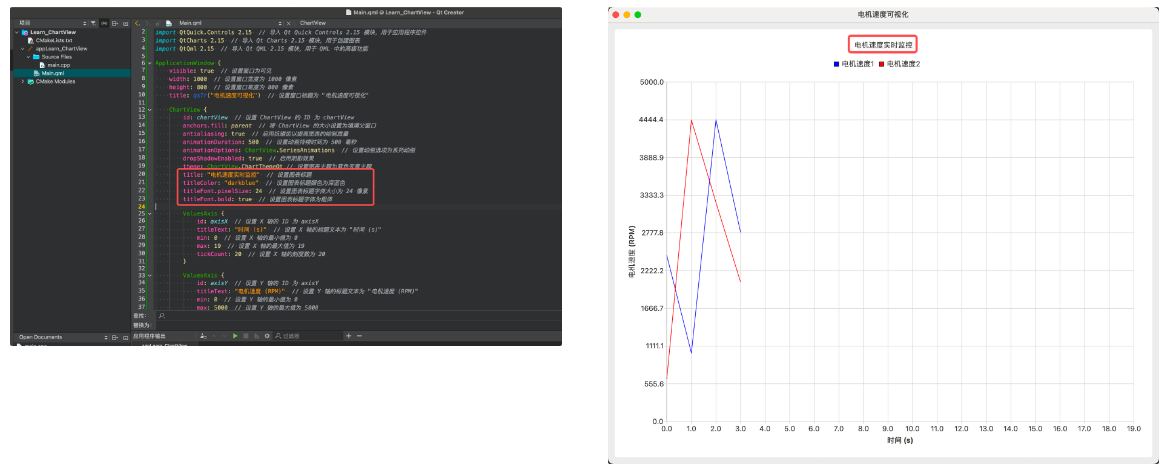 Main.qml @ Learn_ChartView - Qt Creator
项目
Main.qml
ChartView
Learn_ChartView
CMakeLists.txt
appLearn_ChartView
Source Files
main.cpp
Main.qml
CMake Modules
2 import QtQuick.Controls 2.15 // 导入 Qt Quick Controls 2.15 模块, 用于应用程序控件
3 import QtCharts 2.15 // 导入 Qt Charts 2.15 模块, 用于创建图表
4 import QtQml 2.15 // 导入 Qt QML 2.15 模块, 用于 QML 中的高级功能
5
6 ApplicationWindow {
7 visible: true // 设置窗口为可见
8 width: 1000 // 设置窗口宽度为 1000 像素
9 height: 800 // 设置窗口高度为 800 像素
10 title: qsTr("电机速度可视化") // 设置窗口标题为 "电机速度可视化"
11
12 ChartView {
13 id: chartView // 设置 ChartView 的 ID 为 chartView
14 anchors.fill: parent // 将 ChartView 的大小设置为填满父窗口
15 antialiasing: true // 启用抗锯齿以提高图表的绘制质量
16 animationDuration: 500 // 设置动画持续时间为 500 毫秒
17 animationOptions: ChartView.SeriesAnimations // 设置动画选项为系列动画
18 dropShadowEnabled: true // 启用阴影效果
19 theme: ChartView.ChartThemeQt // 设置图表主题为
20 title: "电机速度实时监控" // 设置图表标题
21 titleColor: "darkblue" // 设置图表标题颜色为深蓝色
22 titleFont.pixelSize: 24 // 设置图表标题字体大小为 24 像素
23 titleFont.bold: true // 设置图表标题字体为粗体
24
25 ValuesAxis {
26 id: axisX // 设置 X 轴的 ID 为 axisX
27 titleText: "时间 (s)" // 设置 X 轴的标题文本为 "时间 (s)"
28 min: 0 // 设置 X 轴的最小值为 0
29 max: 19 // 设置 X 轴的最大值为 19
30 tickCount: 20 // 设置 X 轴的刻度数为 20
31 }
32
33 ValuesAxis {
34 id: axisY // 设置 Y 轴的 ID 为 axisY
35 titleText: "电机速度 (RPM)" // 设置 Y 轴的标题文本为 "电机速度 (RPM)"
36 min: 0 // 设置 Y 轴的最小值为 0
37 max: 5000 // 设置 Y 轴的最大值为 5000
查找:
替换为:
Open Documents
应用程序输出
过滤器
main.cpp
电机速度可视化
电机速度实时监控
电机速度1 电机速度2
5000.0
4444.4
3888.9
3333.3
2777.8
2222.2
1666.7
1111.1
555.6
0.0
电机速度 (RPM)
0.0 1.0 2.0 3.0 4.0 5.0 6.0 7.0 8.0 9.0 10.0 11.0 12.0 13.0 14.0 15.0 16.0 17.0 18.0 19.0
时间 (s)